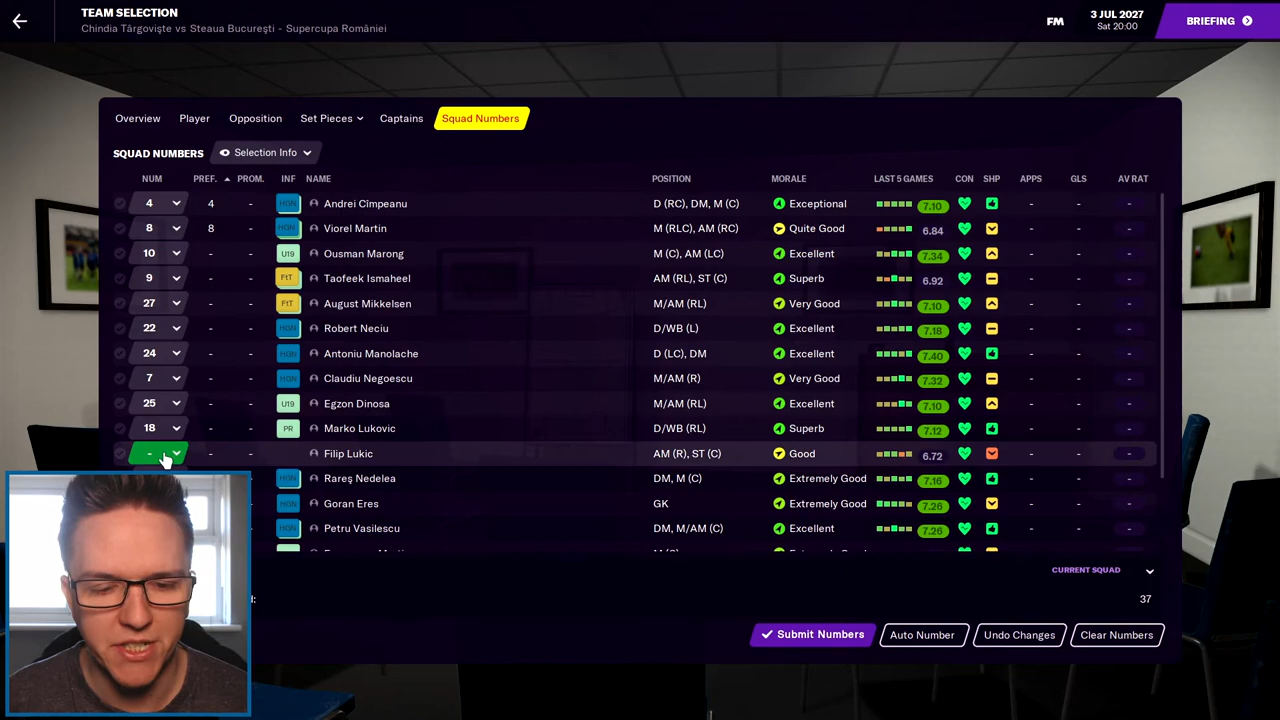 TEAM SELECTION
Chindia Târgovişte vs Steaua Bucureşti - Supercupa României
FM
3 JUL 2027
Sat 20:00
BRIEFING
Overview Player Opposition Set Pieces Captains Squad Numbers
SQUAD NUMBERS Selection Info
NUM PREF. PROM. INF NAME POSITION MORALE LAST 5 GAMES CON SHP APPS GLS AV RAT
4 4 - HGN Andrei Cîmpeanu D (RC), DM, M (C) Exceptional 7.10 - - -
8 8 - HGN Viorel Martin M (RLC), AM (RC) Quite Good 6.84 - - -
10 - - U19 Ousman Marong M (C), AM (LC) Excellent 7.34 - - -
9 - - FtT Taofeek Ismaheel AM (RL), ST (C) Superb 6.92 - - -
27 - - FtT August Mikkelsen M/AM (RL) Very Good 7.10 - - -
22 - - HGN Robert Neciu D/WB (L) Excellent 7.18 - - -
24 - - HGN Antoniu Manolache D (LC), DM Excellent 7.40 - - -
7 - - HGN Claudiu Negoescu M/AM (R) Very Good 7.32 - - -
25 - - U19 Egzon Dinosa M/AM (RL) Excellent 7.10 - - -
18 - - PR Marko Lukovic D/WB (RL) Superb 7.12 - - -
- - - Filip Lukic AM (R), ST (C) Good 6.72 - - -
HGN Rareş Nedelea DM, M (C) Extremely Good 7.16 - - -
HGN Goran Eres GK Extremely Good 7.26 - - -
HGN Petru Vasilescu DM, M/AM (C) Excellent 7.26 - - -
CURRENT SQUAD
37
Submit Numbers Auto Number Undo Changes Clear Numbers